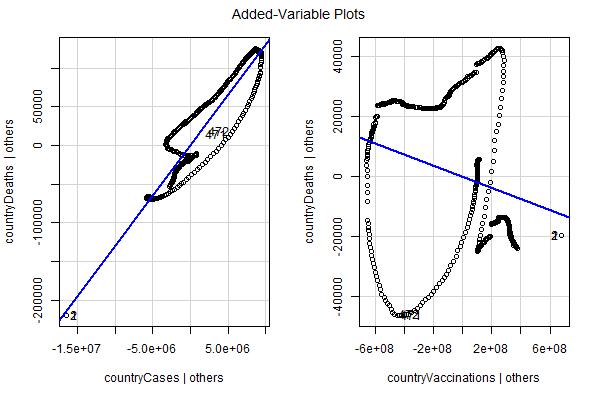 Added-Variable Plots
countryDeaths | others
50000
0
-100000
-200000
-1.5e+07
-5.0e+06
5.0e+06
countryCases | others
countryDeaths | others
40000
20000
0
-20000
-40000
-6e+08
-2e+08
2e+08
6e+08
countryVaccinations | others